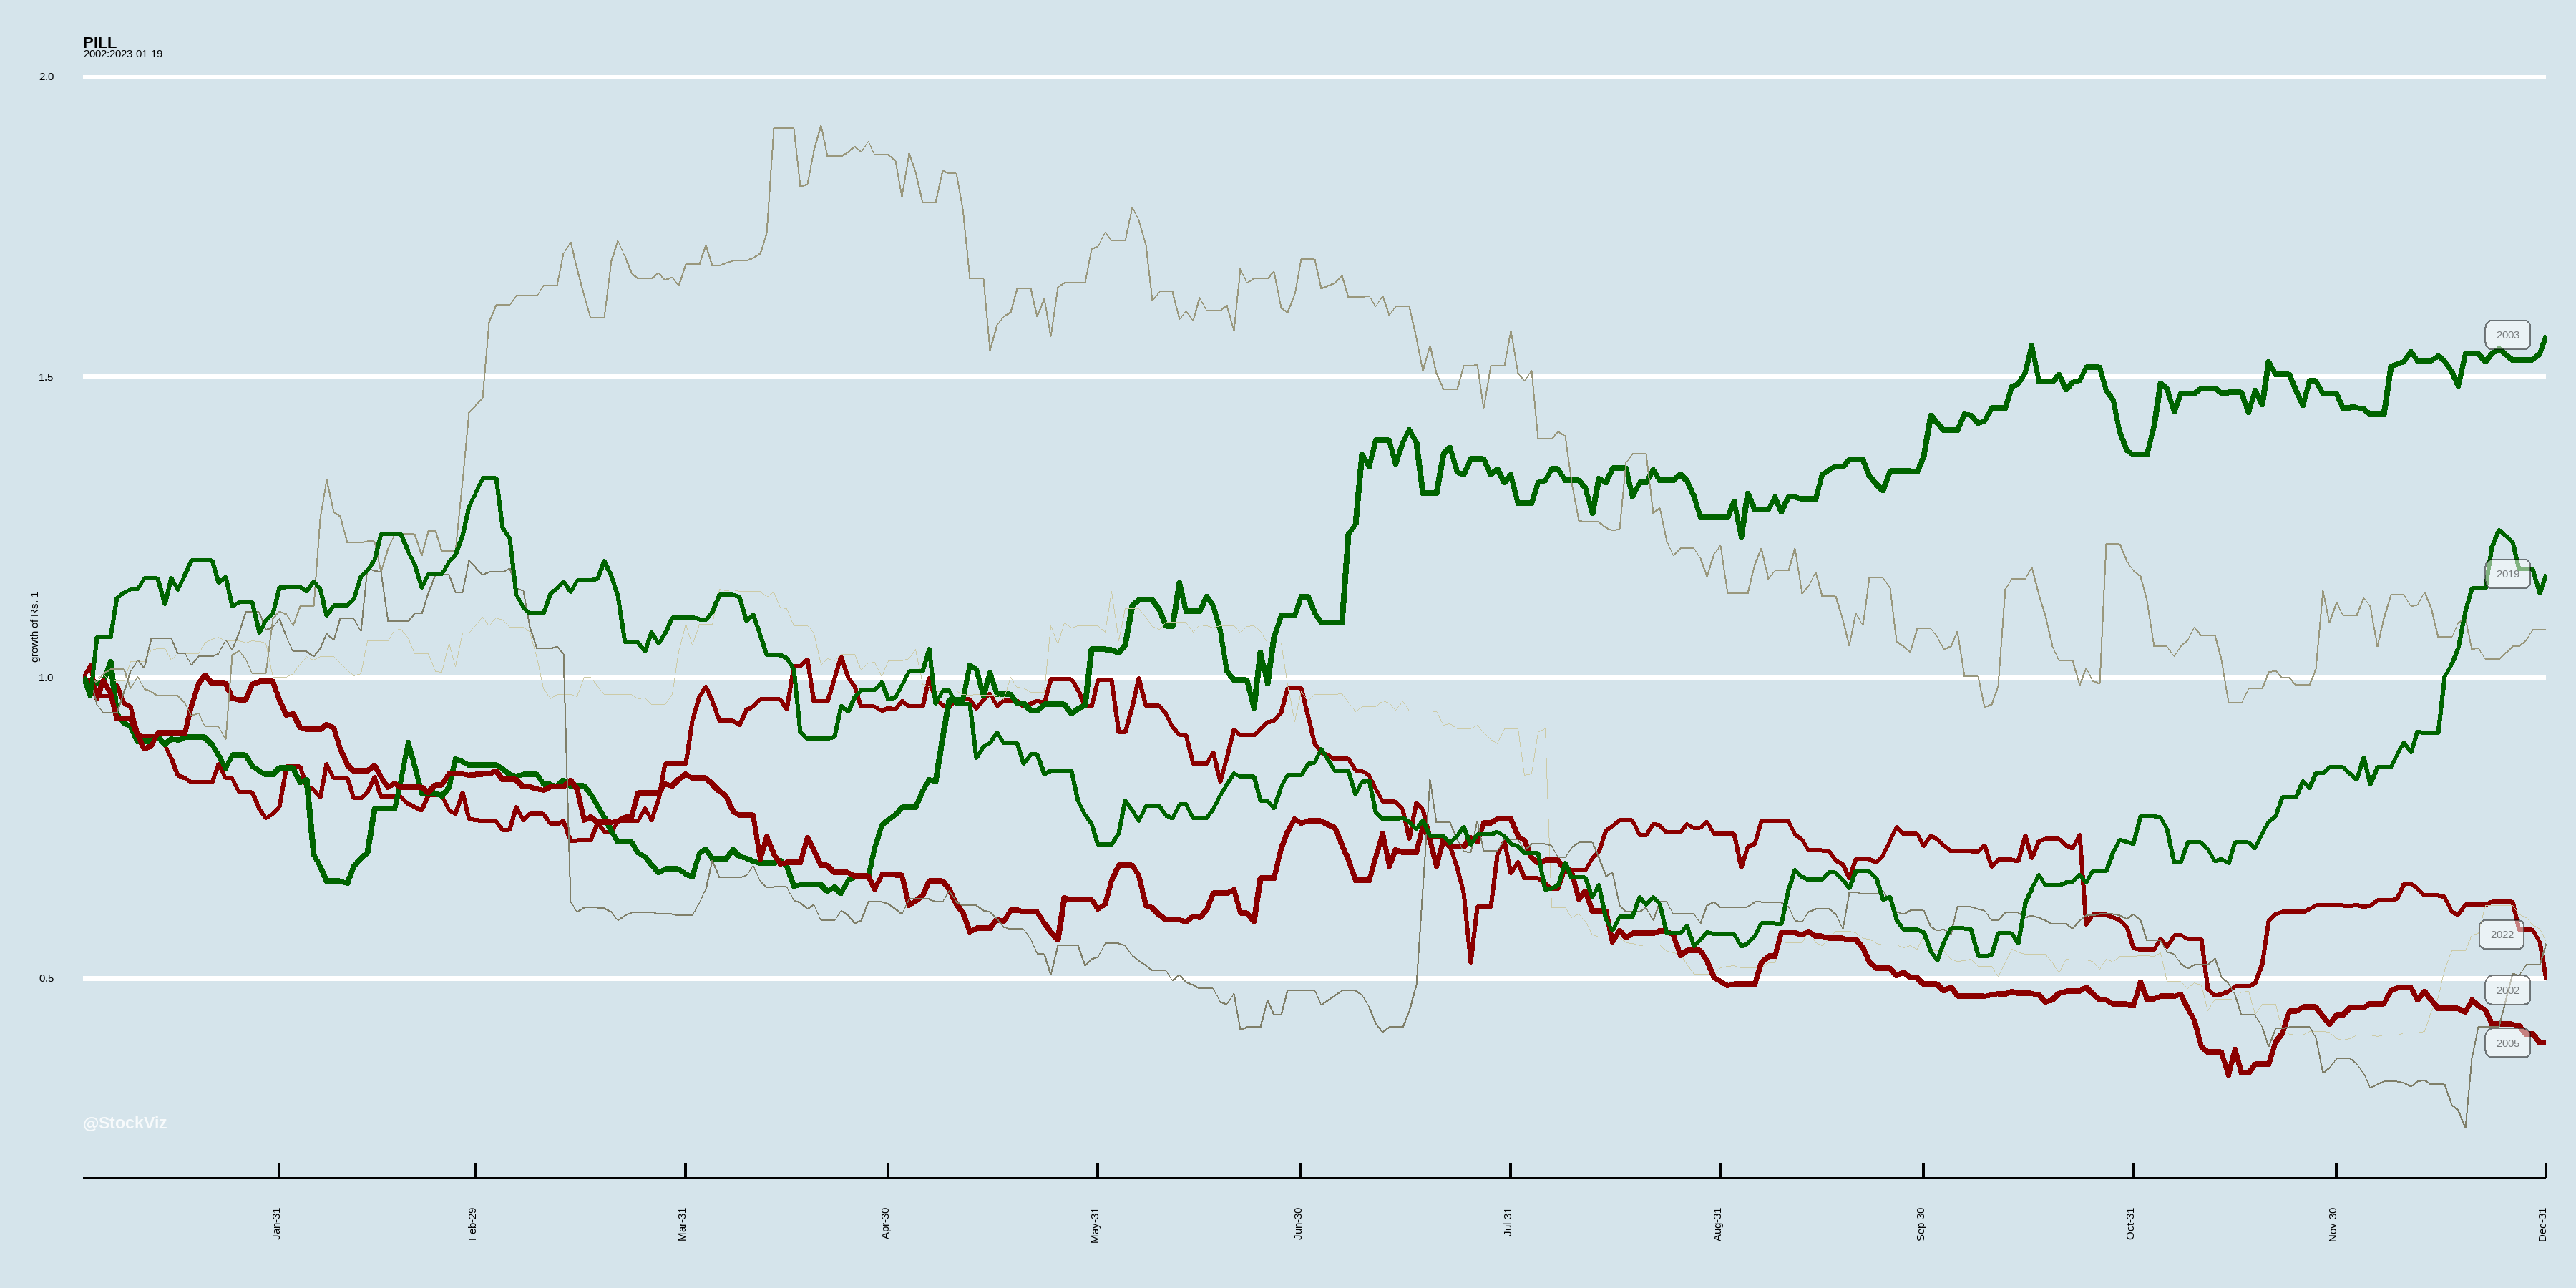 PILL
2002:2023-01-19
2.0
1.5
1.0
0.5
growth of Rs. 1
2003
2019
2022
2002
2005
@StockViz
Jan-31
Feb-29
Mar-31
Apr-30
May-31
Jun-30
Jul-31
Aug-31
Sep-30
Oct-31
Nov-30
Dec-31